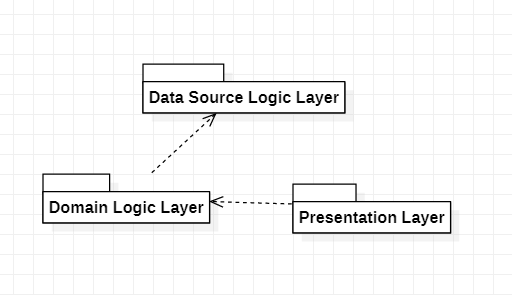 Data Source Logic Layer
Domain Logic Layer
Presentation Layer